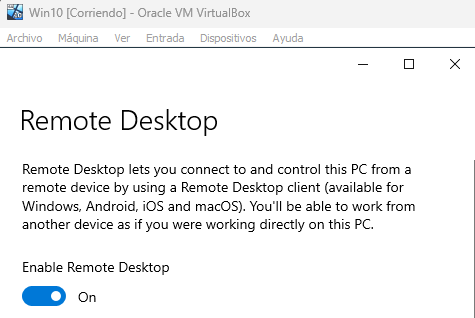 Win10 [Corriendo] - Oracle VM VirtualBox
Archivo Máquina Ver Entrada Dispositivos Ayuda
Remote Desktop
Remote Desktop lets you connect to and control this PC from a
remote device by using a Remote Desktop client (available for
Windows, Android, iOS and macOS). You'll be able to work from
another device as if you were working directly on this PC.
Enable Remote Desktop
On